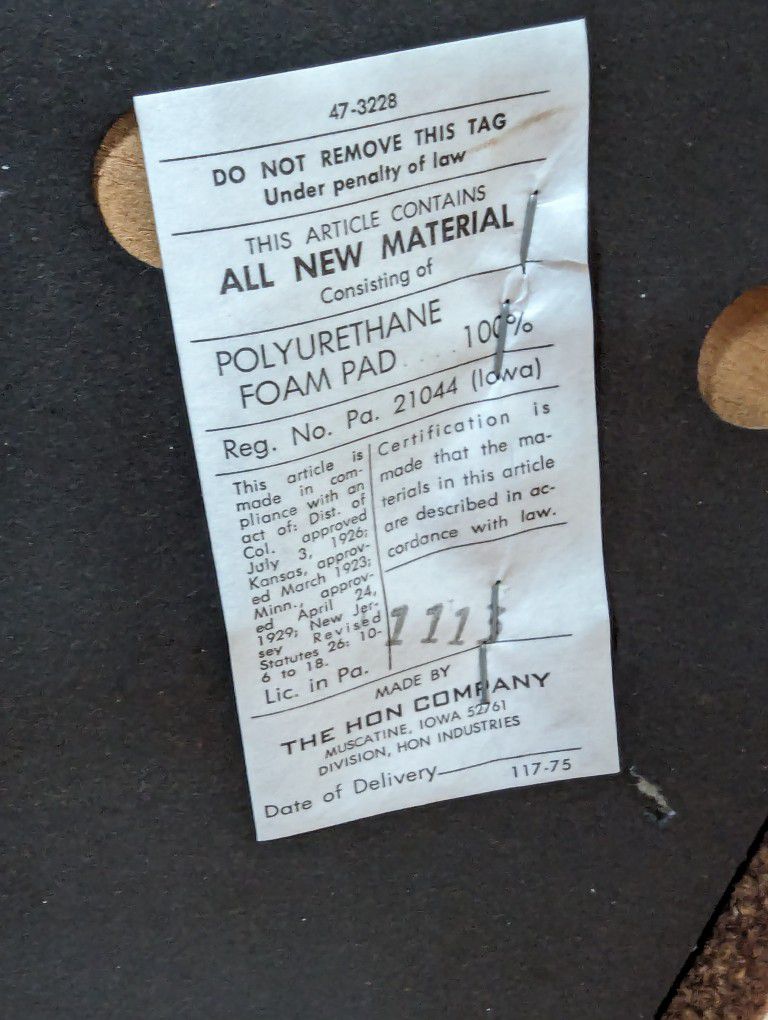 47-3228
DO NOT REMOVE THIS TAG
Under penalty of law
THIS ARTICLE CONTAINS
ALL NEW MATERIAL
Consisting of
POLYURETHANE
FOAM PAD .... 100%
Reg. No. Pa. 21044 (Iowa)
This article is
made in com-
pliance with an
act of: Dist. of
Col. approved
July 3, 1926;
Kansas, approv-
ed March 1923;
Minn., approv-
ed April 24,
1929; New Jer-
sey Revised
Statutes 26: 10-
6 to 18.
Lic. in Pa.
Certification is
made that the ma-
terials in this article
are described in ac-
cordance with law.
MADE BY
THE HON COMPANY
MUSCATINE, IOWA 52761
DIVISION, HON INDUSTRIES
Date of Delivery 117-75